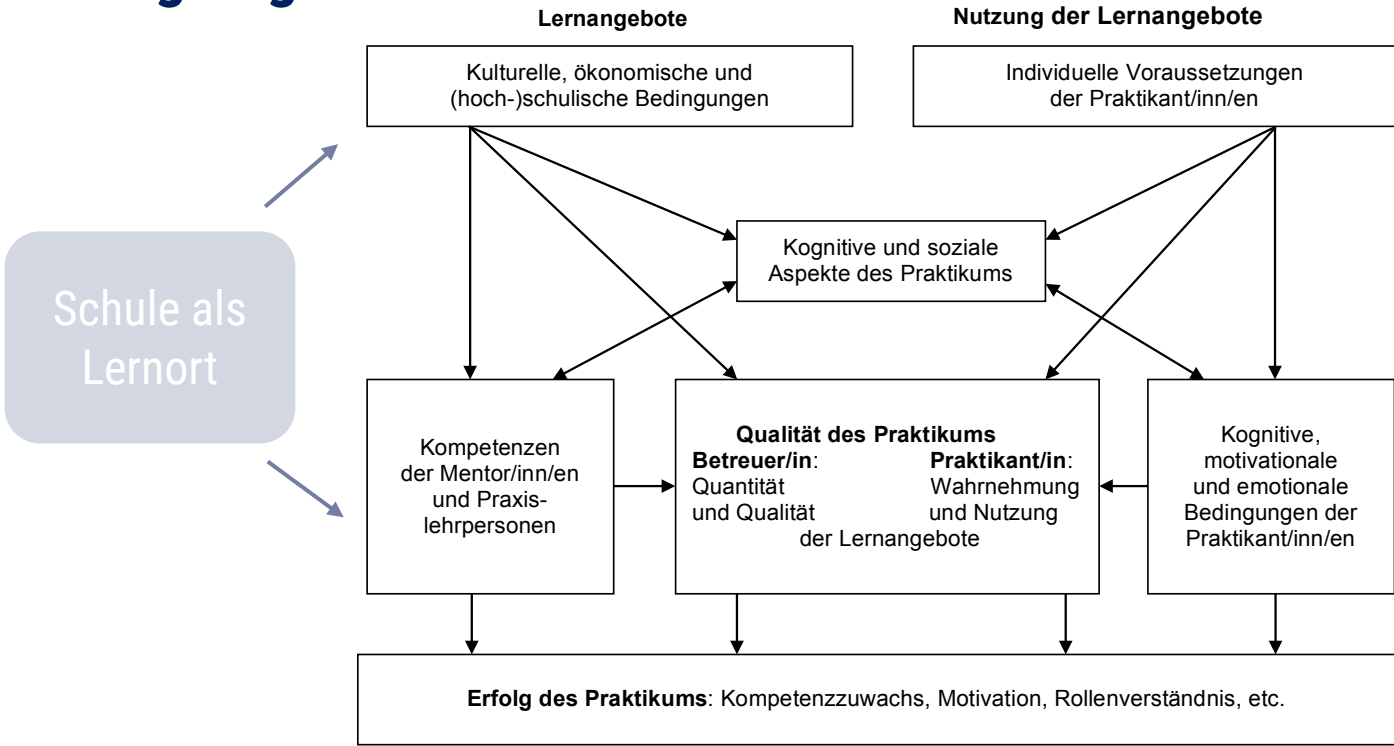 Lernangebote
Nutzung der Lernangebote
Kulturelle, ökonomische und
(hoch-)schulische Bedingungen
Individuelle Voraussetzungen
der Praktikant/inn/en
Kognitive und soziale
Aspekte des Praktikums
Schule als
Lernort
Kompetenzen
der Mentor/inn/en
und Praxis-
lehrpersonen
Qualität des Praktikums
Betreuer/in: Praktikant/in:
Quantität Wahrnehmung
und Qualität und Nutzung
der Lernangebote
Kognitive,
motivationale
und emotionale
Bedingungen der
Praktikant/inn/en
Erfolg des Praktikums: Kompetenzzuwachs, Motivation, Rollenverständnis, etc.